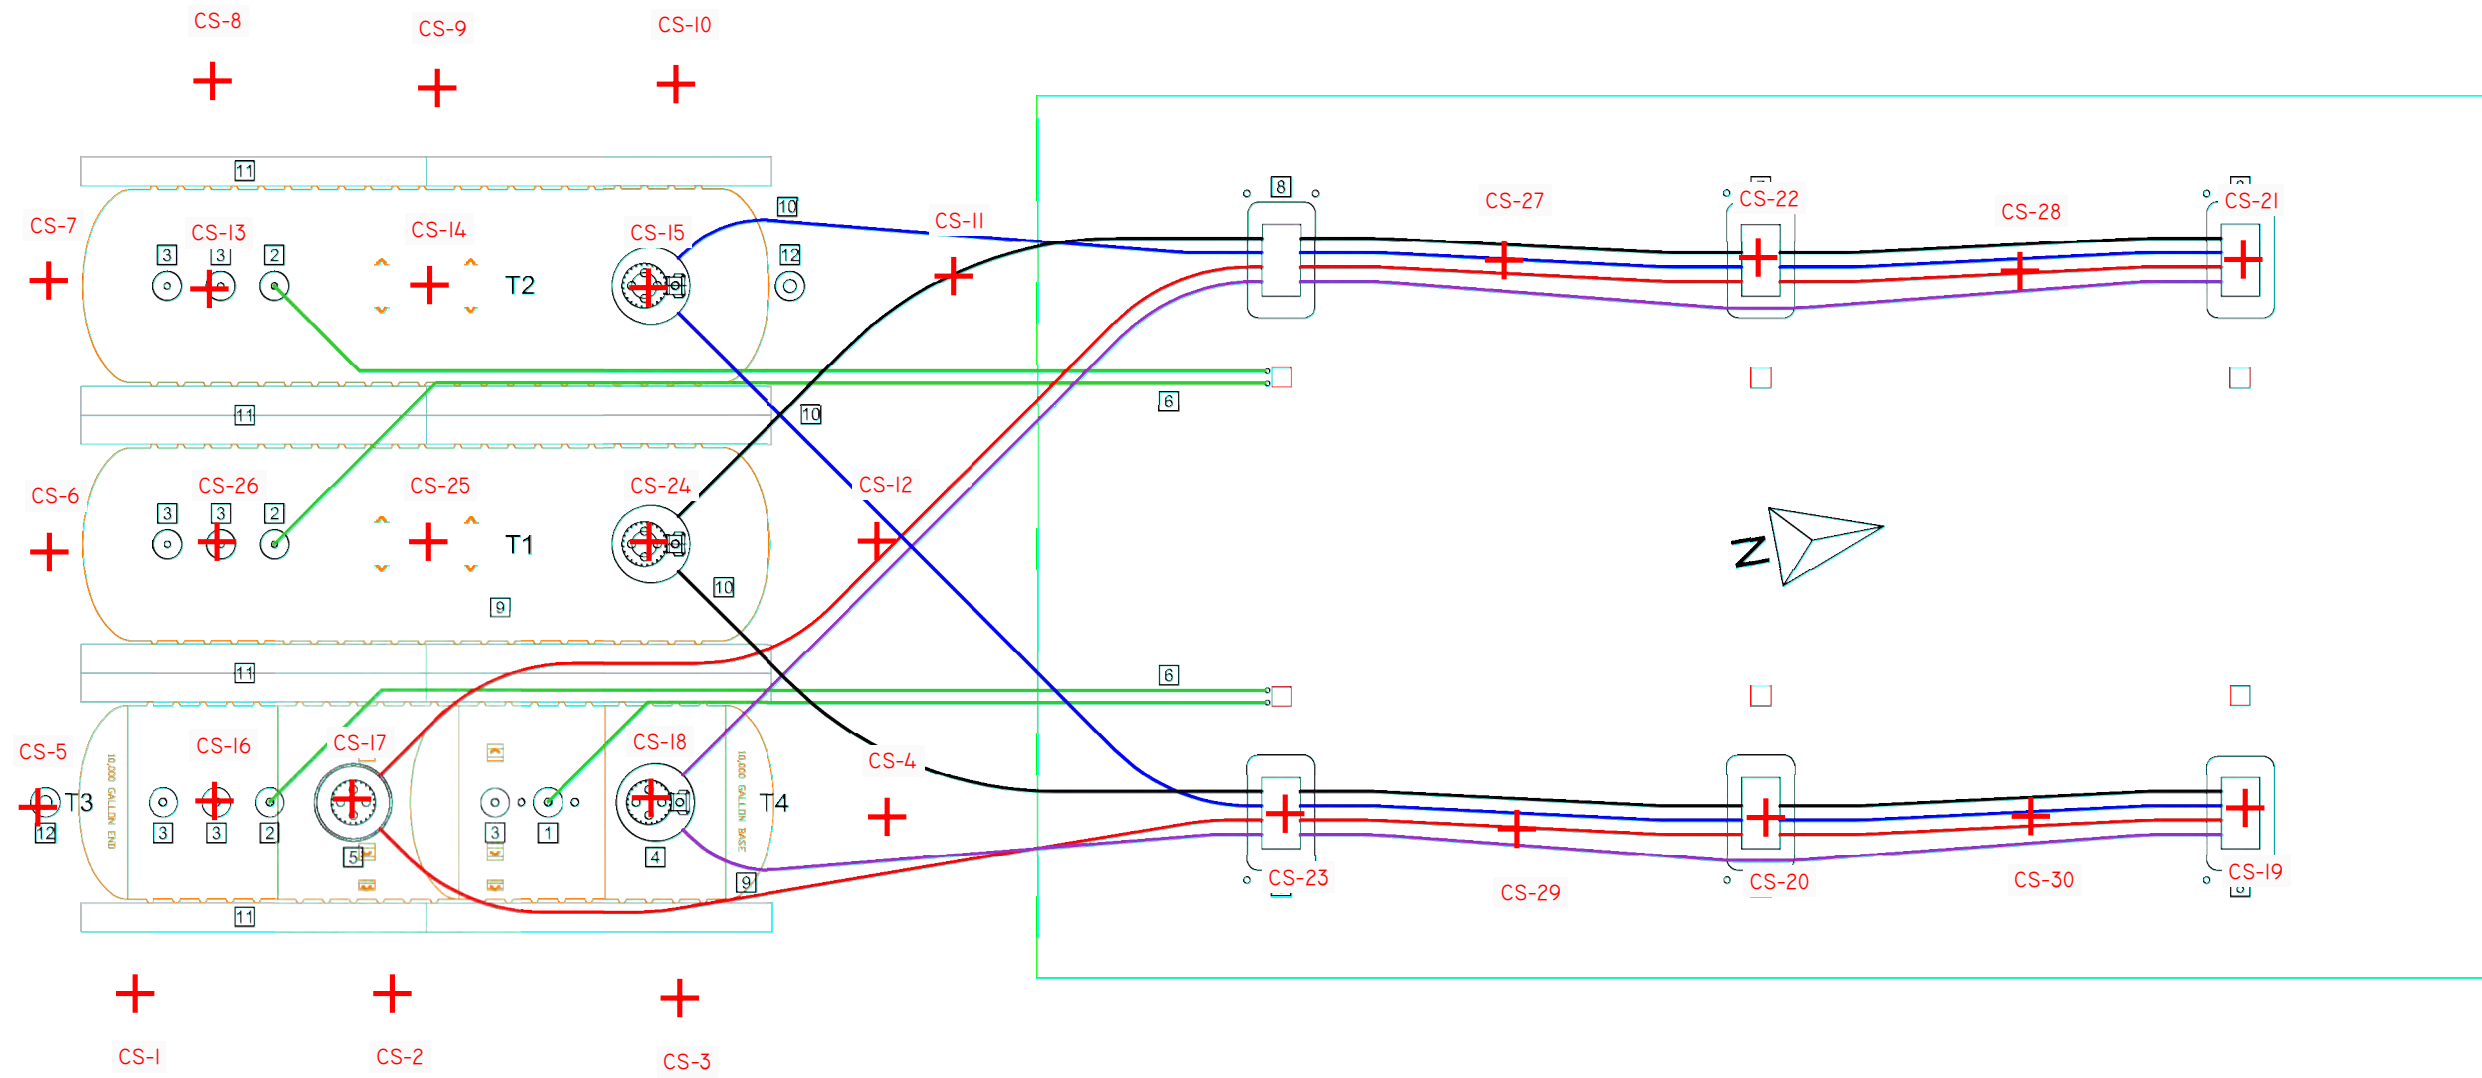 CS-8
CS-9
CS-10
11
10
CS-7
CS-13
CS-14
CS-15
CS-11
8
CS-27
CS-22
CS-28
CS-21
3
3
2
12
T2
11
10
6
CS-6
CS-26
CS-25
CS-24
CS-12
3
3
2
T1
N
10
9
11
6
CS-5
CS-16
CS-17
CS-18
CS-4
10,000 GALLON END
10,000 GALLON BASE
T3
T4
12
3
3
2
3
1
5
4
9
11
CS-23
CS-29
CS-20
CS-30
CS-19
CS-1
CS-2
CS-3